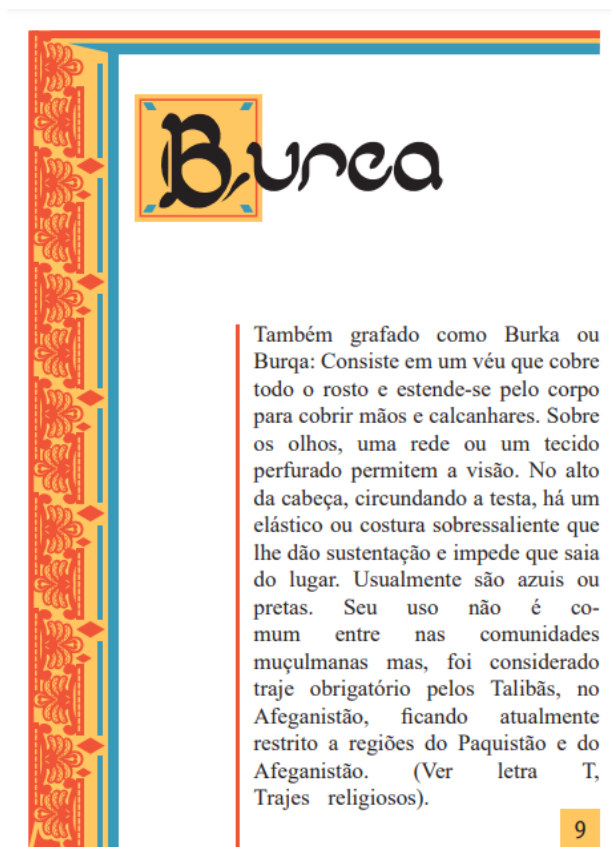 Burca
Também grafado como Burka ou
Burqa: Consiste em um véu que cobre
todo o rosto e estende-se pelo corpo
para cobrir mãos e calcanhares. Sobre
os olhos, uma rede ou um tecido
perfurado permitem a visão. No alto
da cabeça, circundando a testa, há um
elástico ou costura sobressaliente que
lhe dão sustentação e impede que saia
do lugar. Usualmente são azuis ou
pretas. Seu uso não é co-
mum entre nas comunidades
muçulmanas mas, foi considerado
traje obrigatório pelos Talibãs, no
Afeganistão, ficando atualmente
restrito a regiões do Paquistão e do
Afeganistão. (Ver letra T,
Trajes religiosos).
9